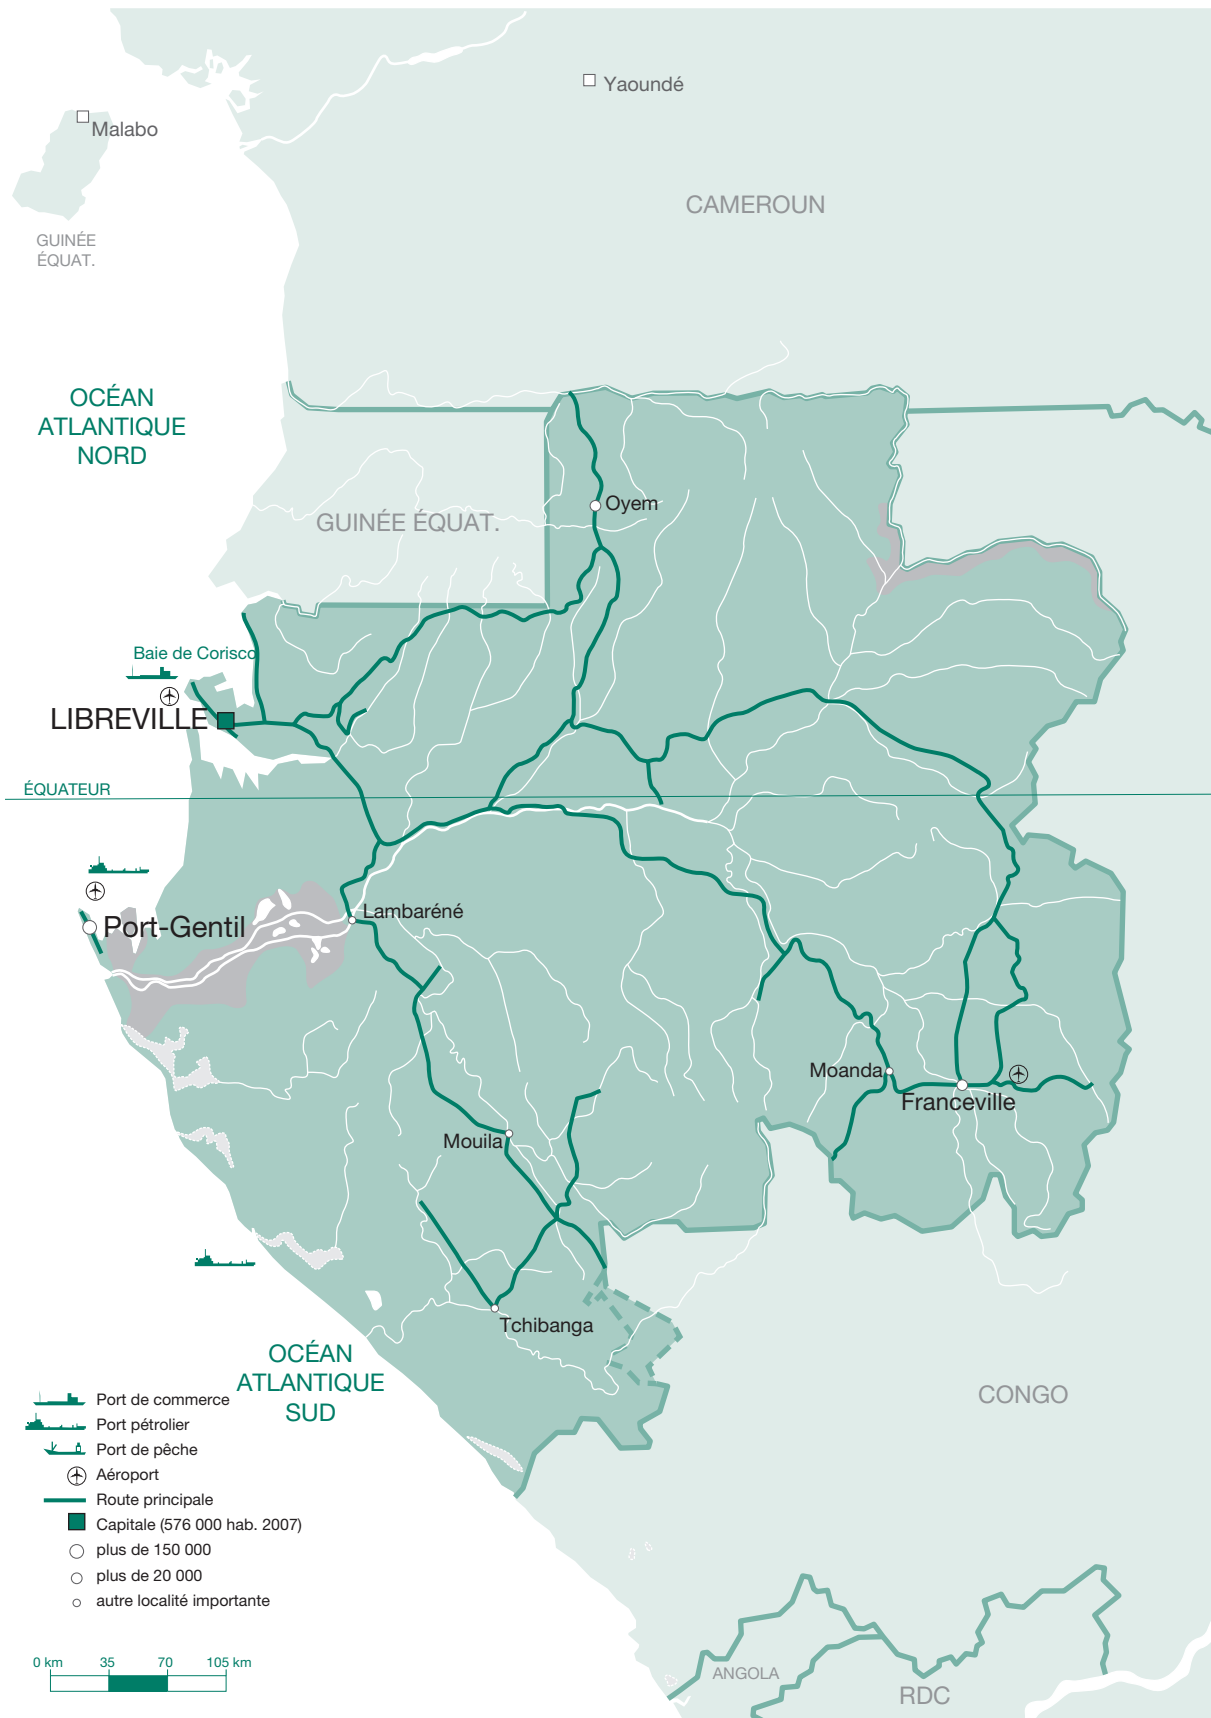 Yaoundé
Malabo
CAMEROUN
GUINÉE
ÉQUAT.
OCÉAN
ATLANTIQUE
NORD
Oyem
GUINÉE ÉQUAT.
Baie de Corisco
LIBREVILLE
ÉQUATEUR
Lambaréné
Port-Gentil
Moanda
Franceville
Mouila
Tchibanga
OCÉAN
ATLANTIQUE
SUD
CONGO
Port de commerce
Port pétrolier
Port de pêche
Aéroport
Route principale
Capitale (576 000 hab. 2007)
plus de 150 000
plus de 20 000
autre localité importante
0 km 35 70 105 km
ANGOLA
RDC